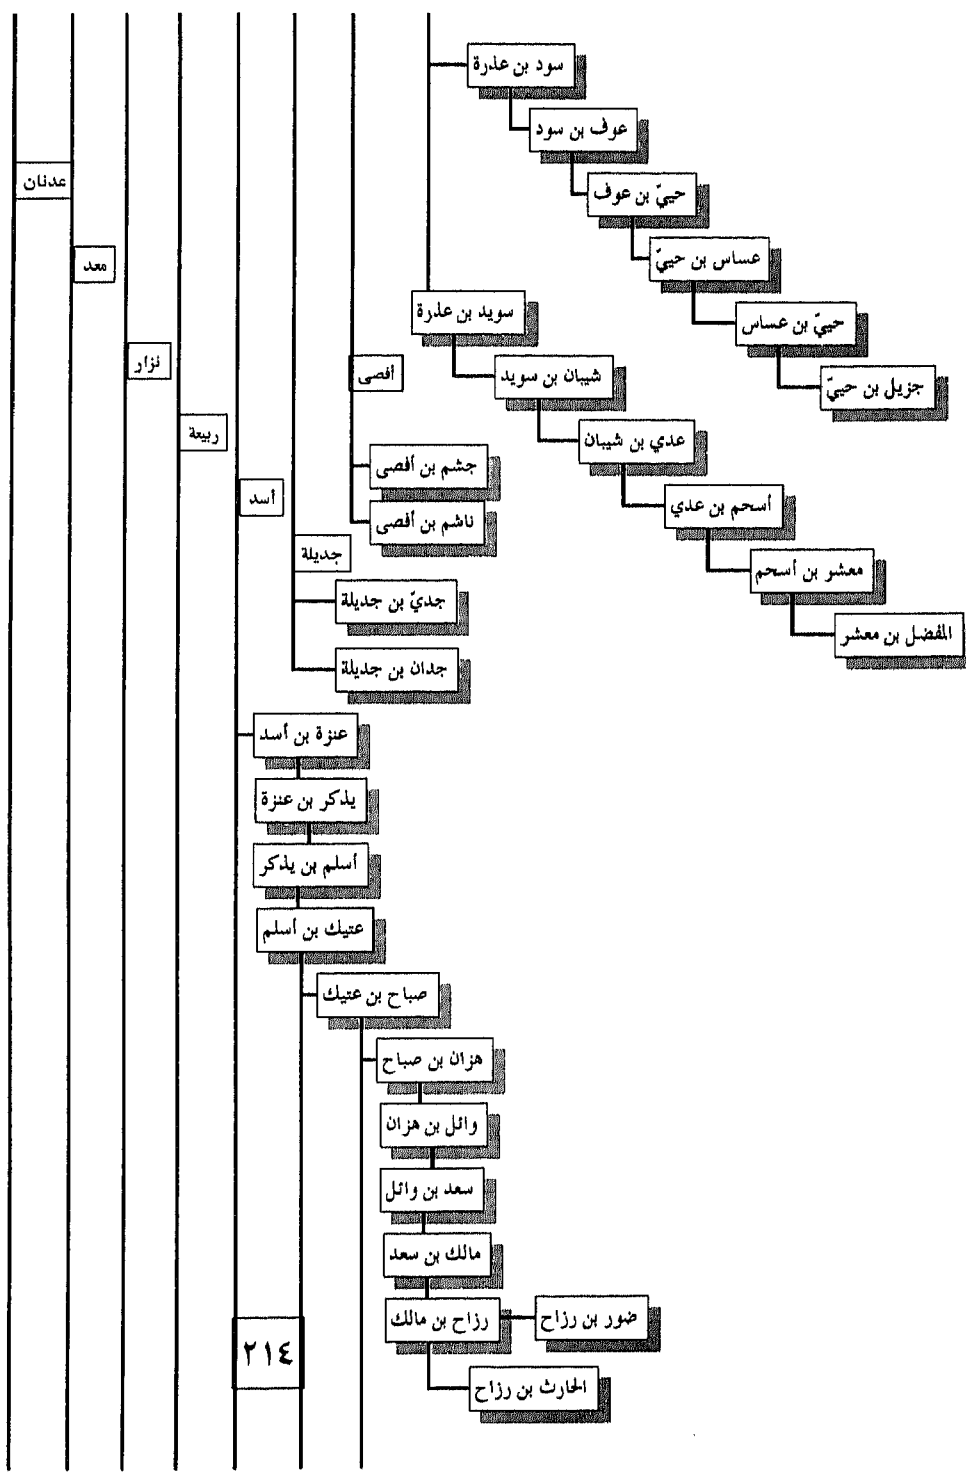 سود بن عذرة
عوف بن سود
عدنان
حييّ بن عوف
عساس بن حييّ
معد
سويد بن عذرة
حييّ بن عساس
نزار
أفصى
شيبان بن سويد
جزيل بن حييّ
ربيعة
عدي بن شيبان
جشم بن أفصى
أسد
أسحم بن عدي
ناشم بن أفصى
جديلة
معشر بن أسحم
جديّ بن جديلة
المفضل بن معشر
جدان بن جديلة
عنزة بن أسد
يذكر بن عنزة
أسلم بن يذكر
عتيك بن أسلم
صباح بن عتيك
هزان بن صباح
وائل بن هزان
سعد بن وائل
مالك بن سعد
رزاح بن مالك
ضور بن رزاح
٢١٤
الحارث بن رزاح